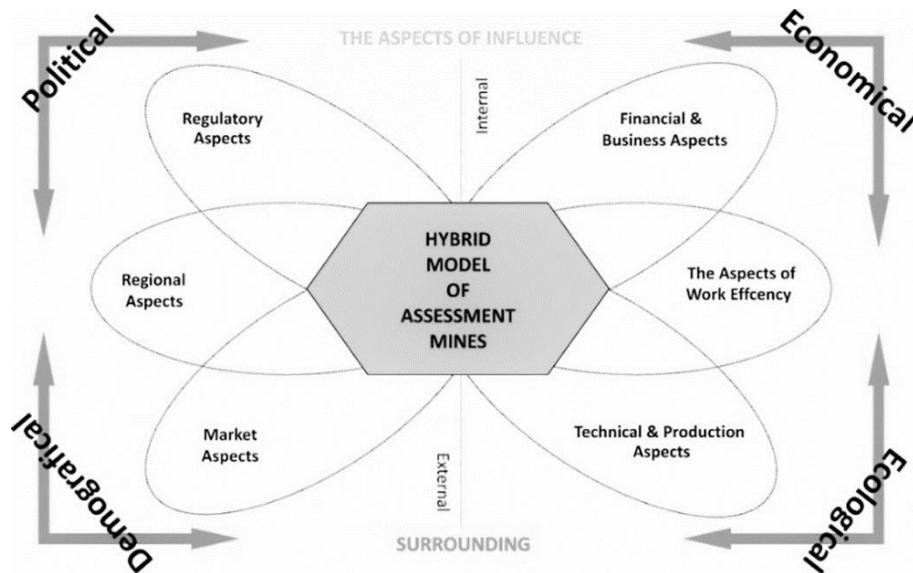 Political
THE ASPECTS OF INFLUENCE
Economical
Internal
Regulatory
Aspects
Financial &
Business Aspects
HYBRID
MODEL
OF
ASSESSMENT
MINES
Regional
Aspects
The Aspects of
Work Effcency
Market
Aspects
Technical & Production
Aspects
External
Demografical
SURROUNDING
Ecological